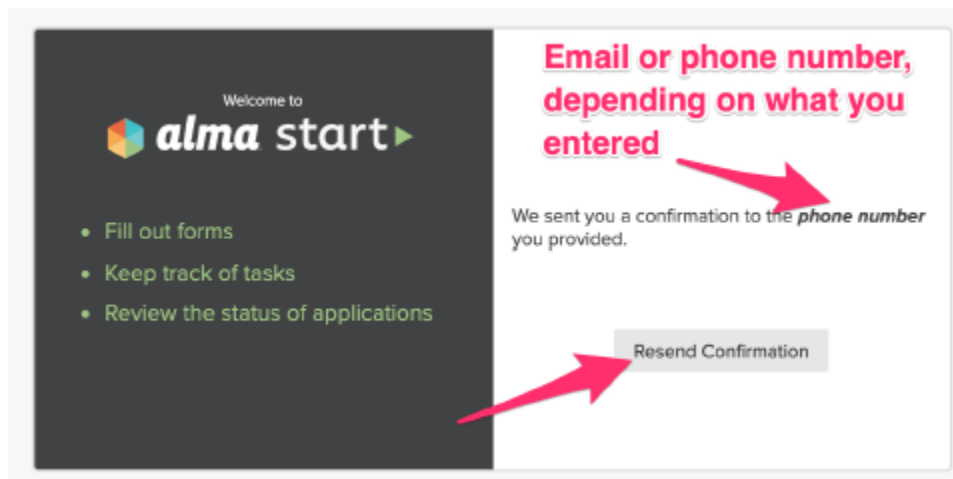 Welcome to
alma start
• Fill out forms
• Keep track of tasks
• Review the status of applications
Email or phone number,
depending on what you
entered
We sent you a confirmation to the phone number
you provided.
Resend Confirmation